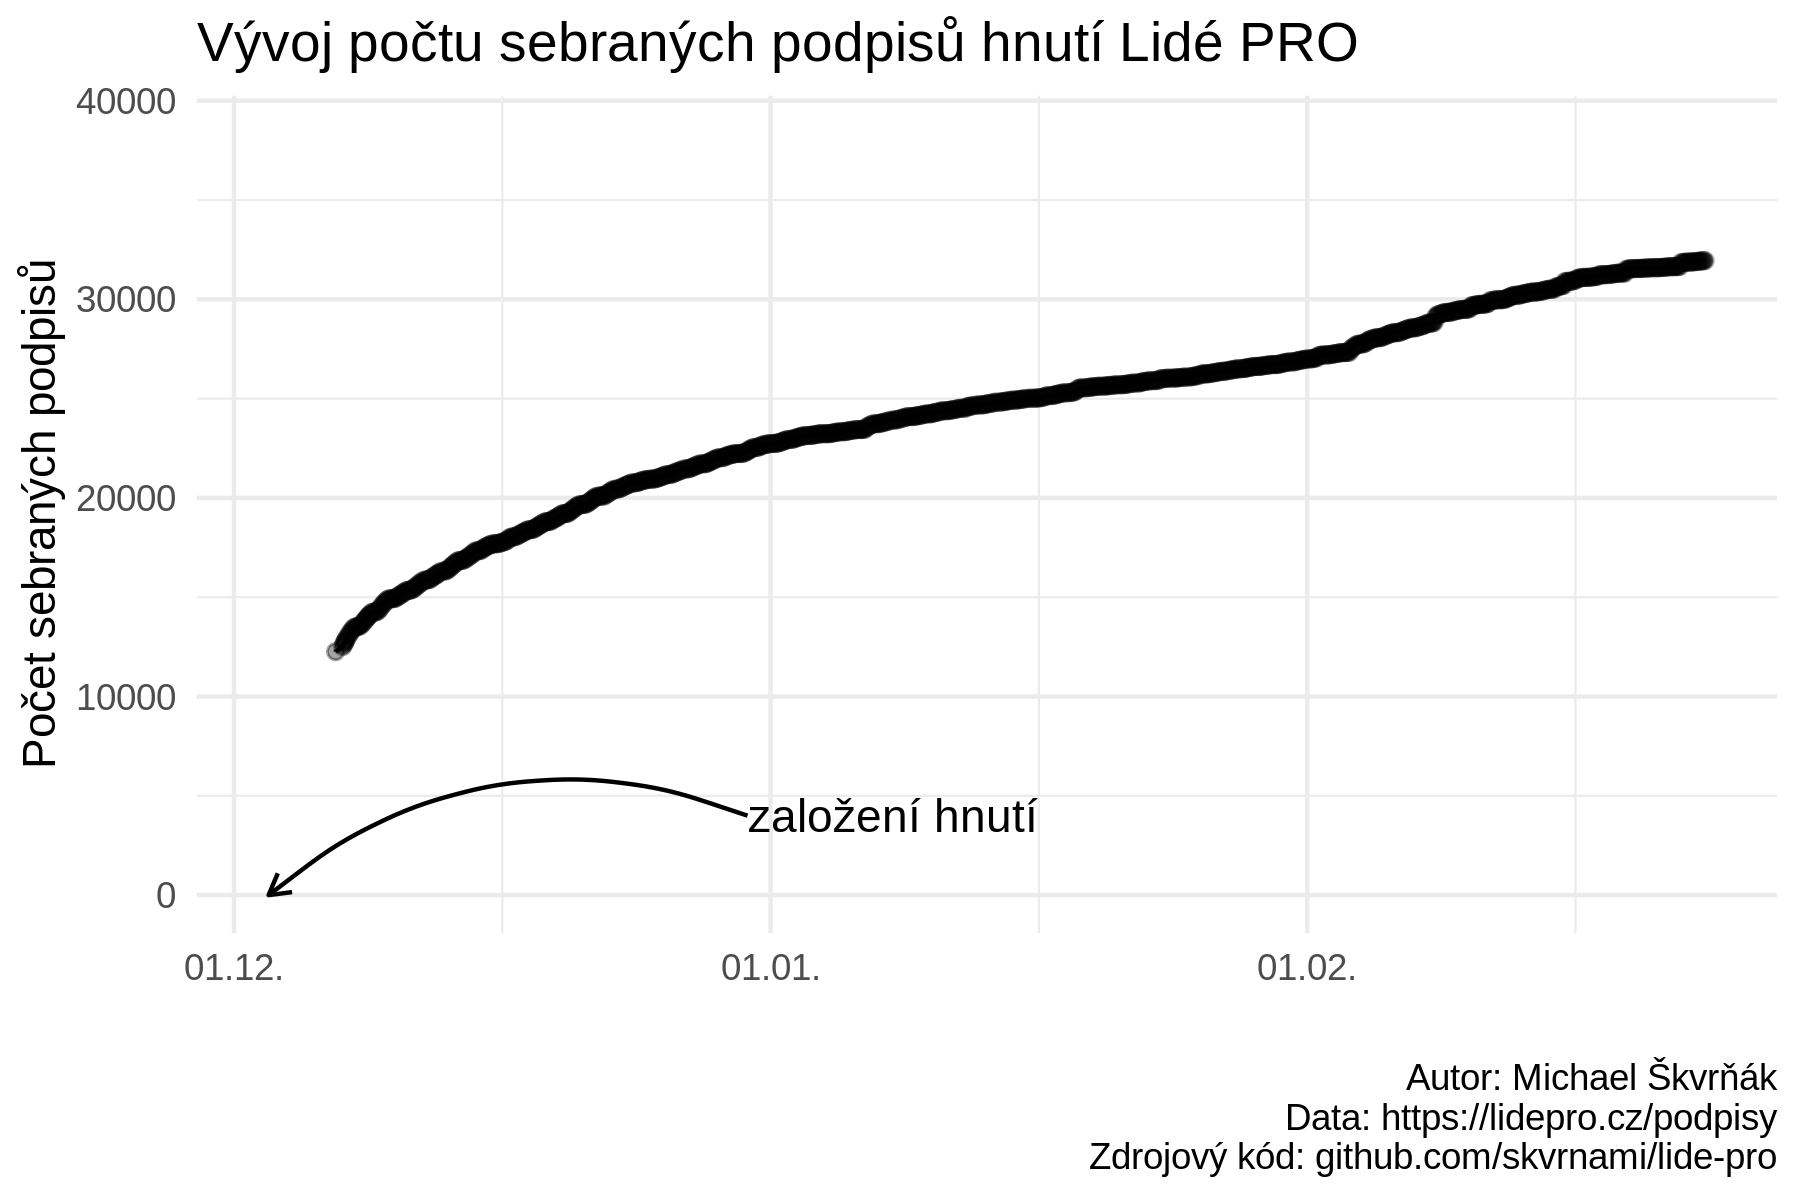 Vývoj počtu sebraných podpisů hnutí Lidé PRO
Počet sebraných podpisů
40000
30000
20000
10000
0
založení hnutí
01.12.
01.01.
01.02.
Autor: Michael Škvrňák
Data: https://lidepro.cz/podpisy
Zdrojový kód: github.com/skvrnami/lide-pro